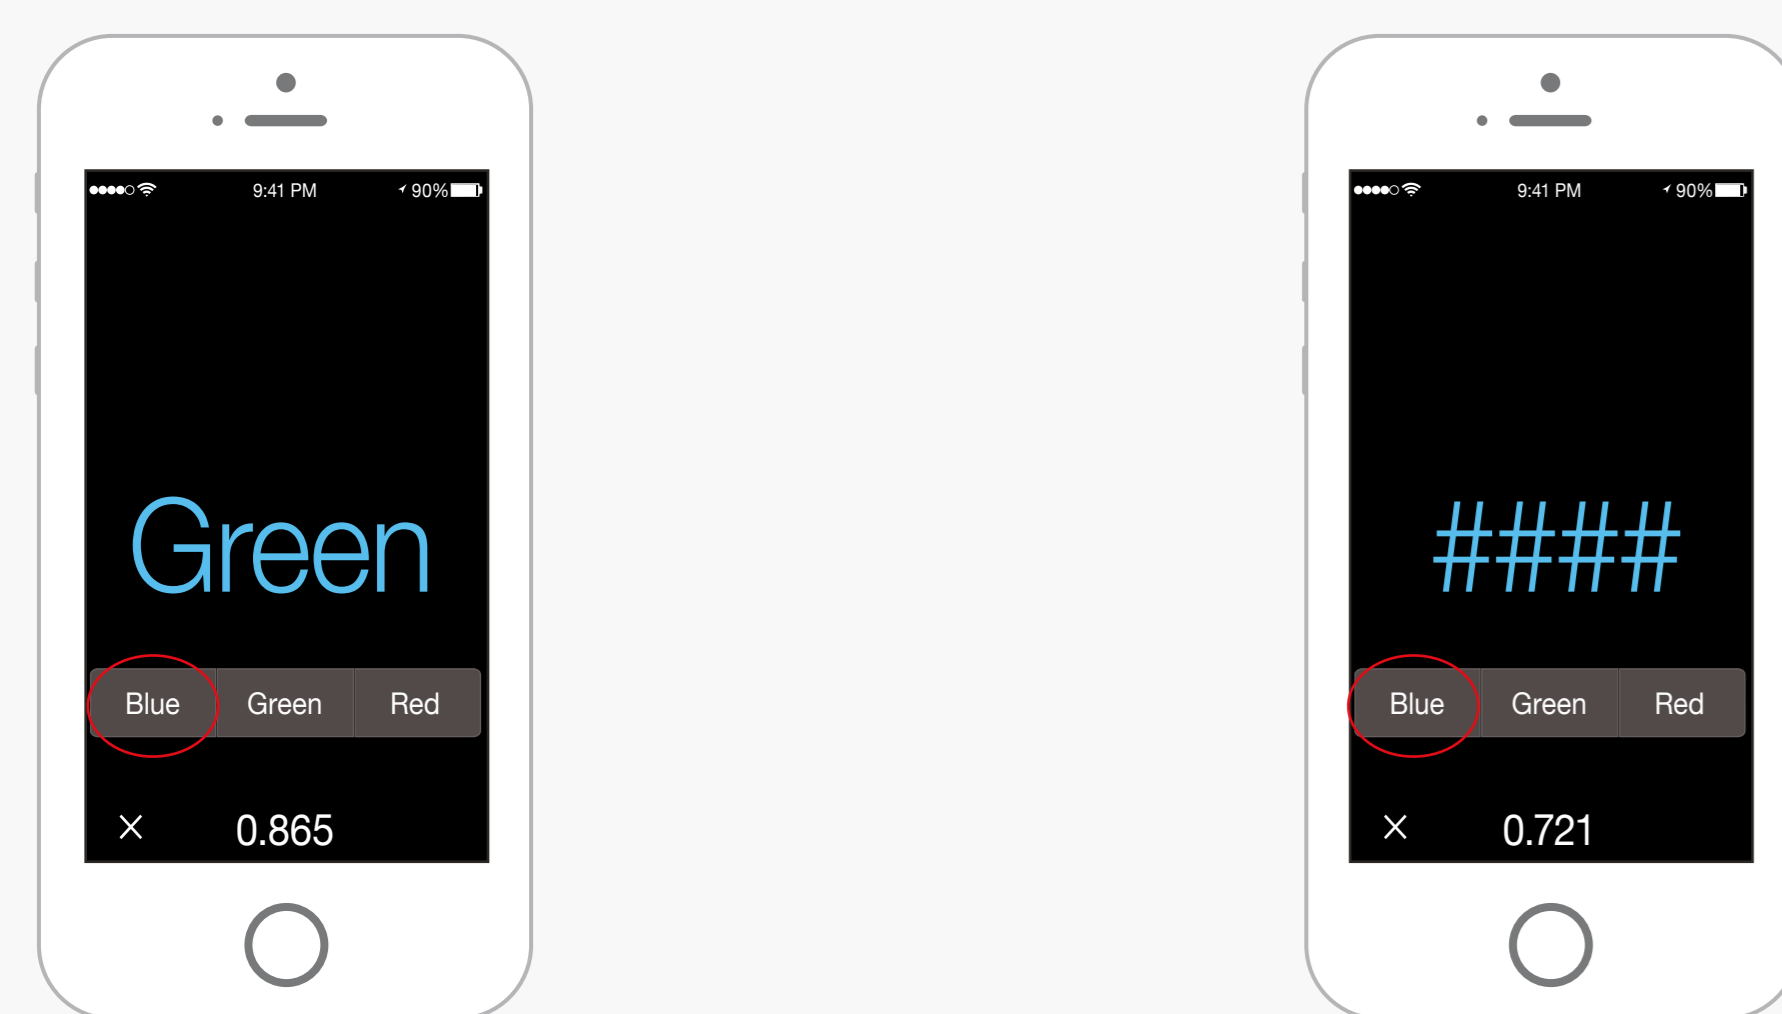 9:41 PM 90%
Green
Blue Green Red
0.865
9:41 PM 90%
####
Blue Green Red
0.721